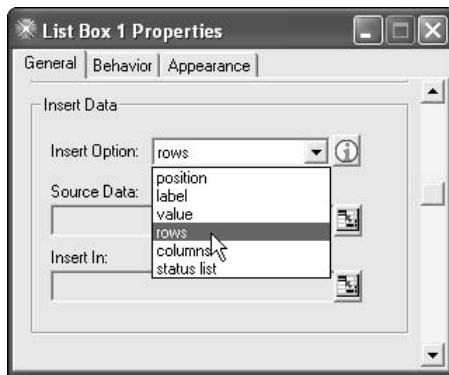 List Box 1 Properties
General Behavior Appearance
Insert Data
Insert Option: rows
position
Source Data:
label
value
rows
Insert In:
columns
status list